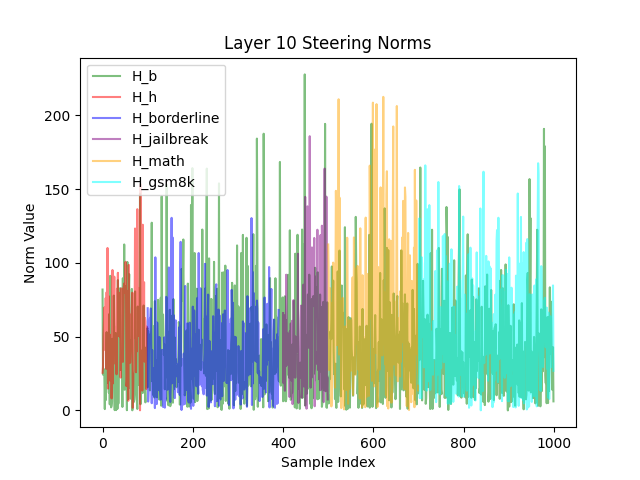 Layer 10 Steering Norms
H_b
H_h
H_borderline
H_jailbreak
H_math
H_gsm8k
200
150
100
50
0
Norm Value
0 200 400 600 800 1000
Sample Index